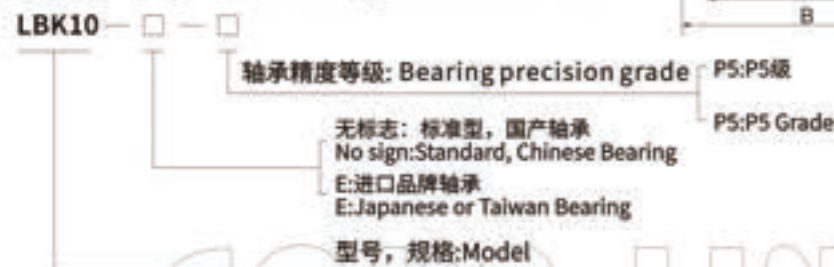 LBK10 — □ — □
B
轴承精度等级: Bearing precision grade
P5:P5级
P5:P5 Grade
无标志：标准型，国产轴承
No sign:Standard, Chinese Bearing
E:进口品牌轴承
E:Japanese or Taiwan Bearing
型号，规格:Model